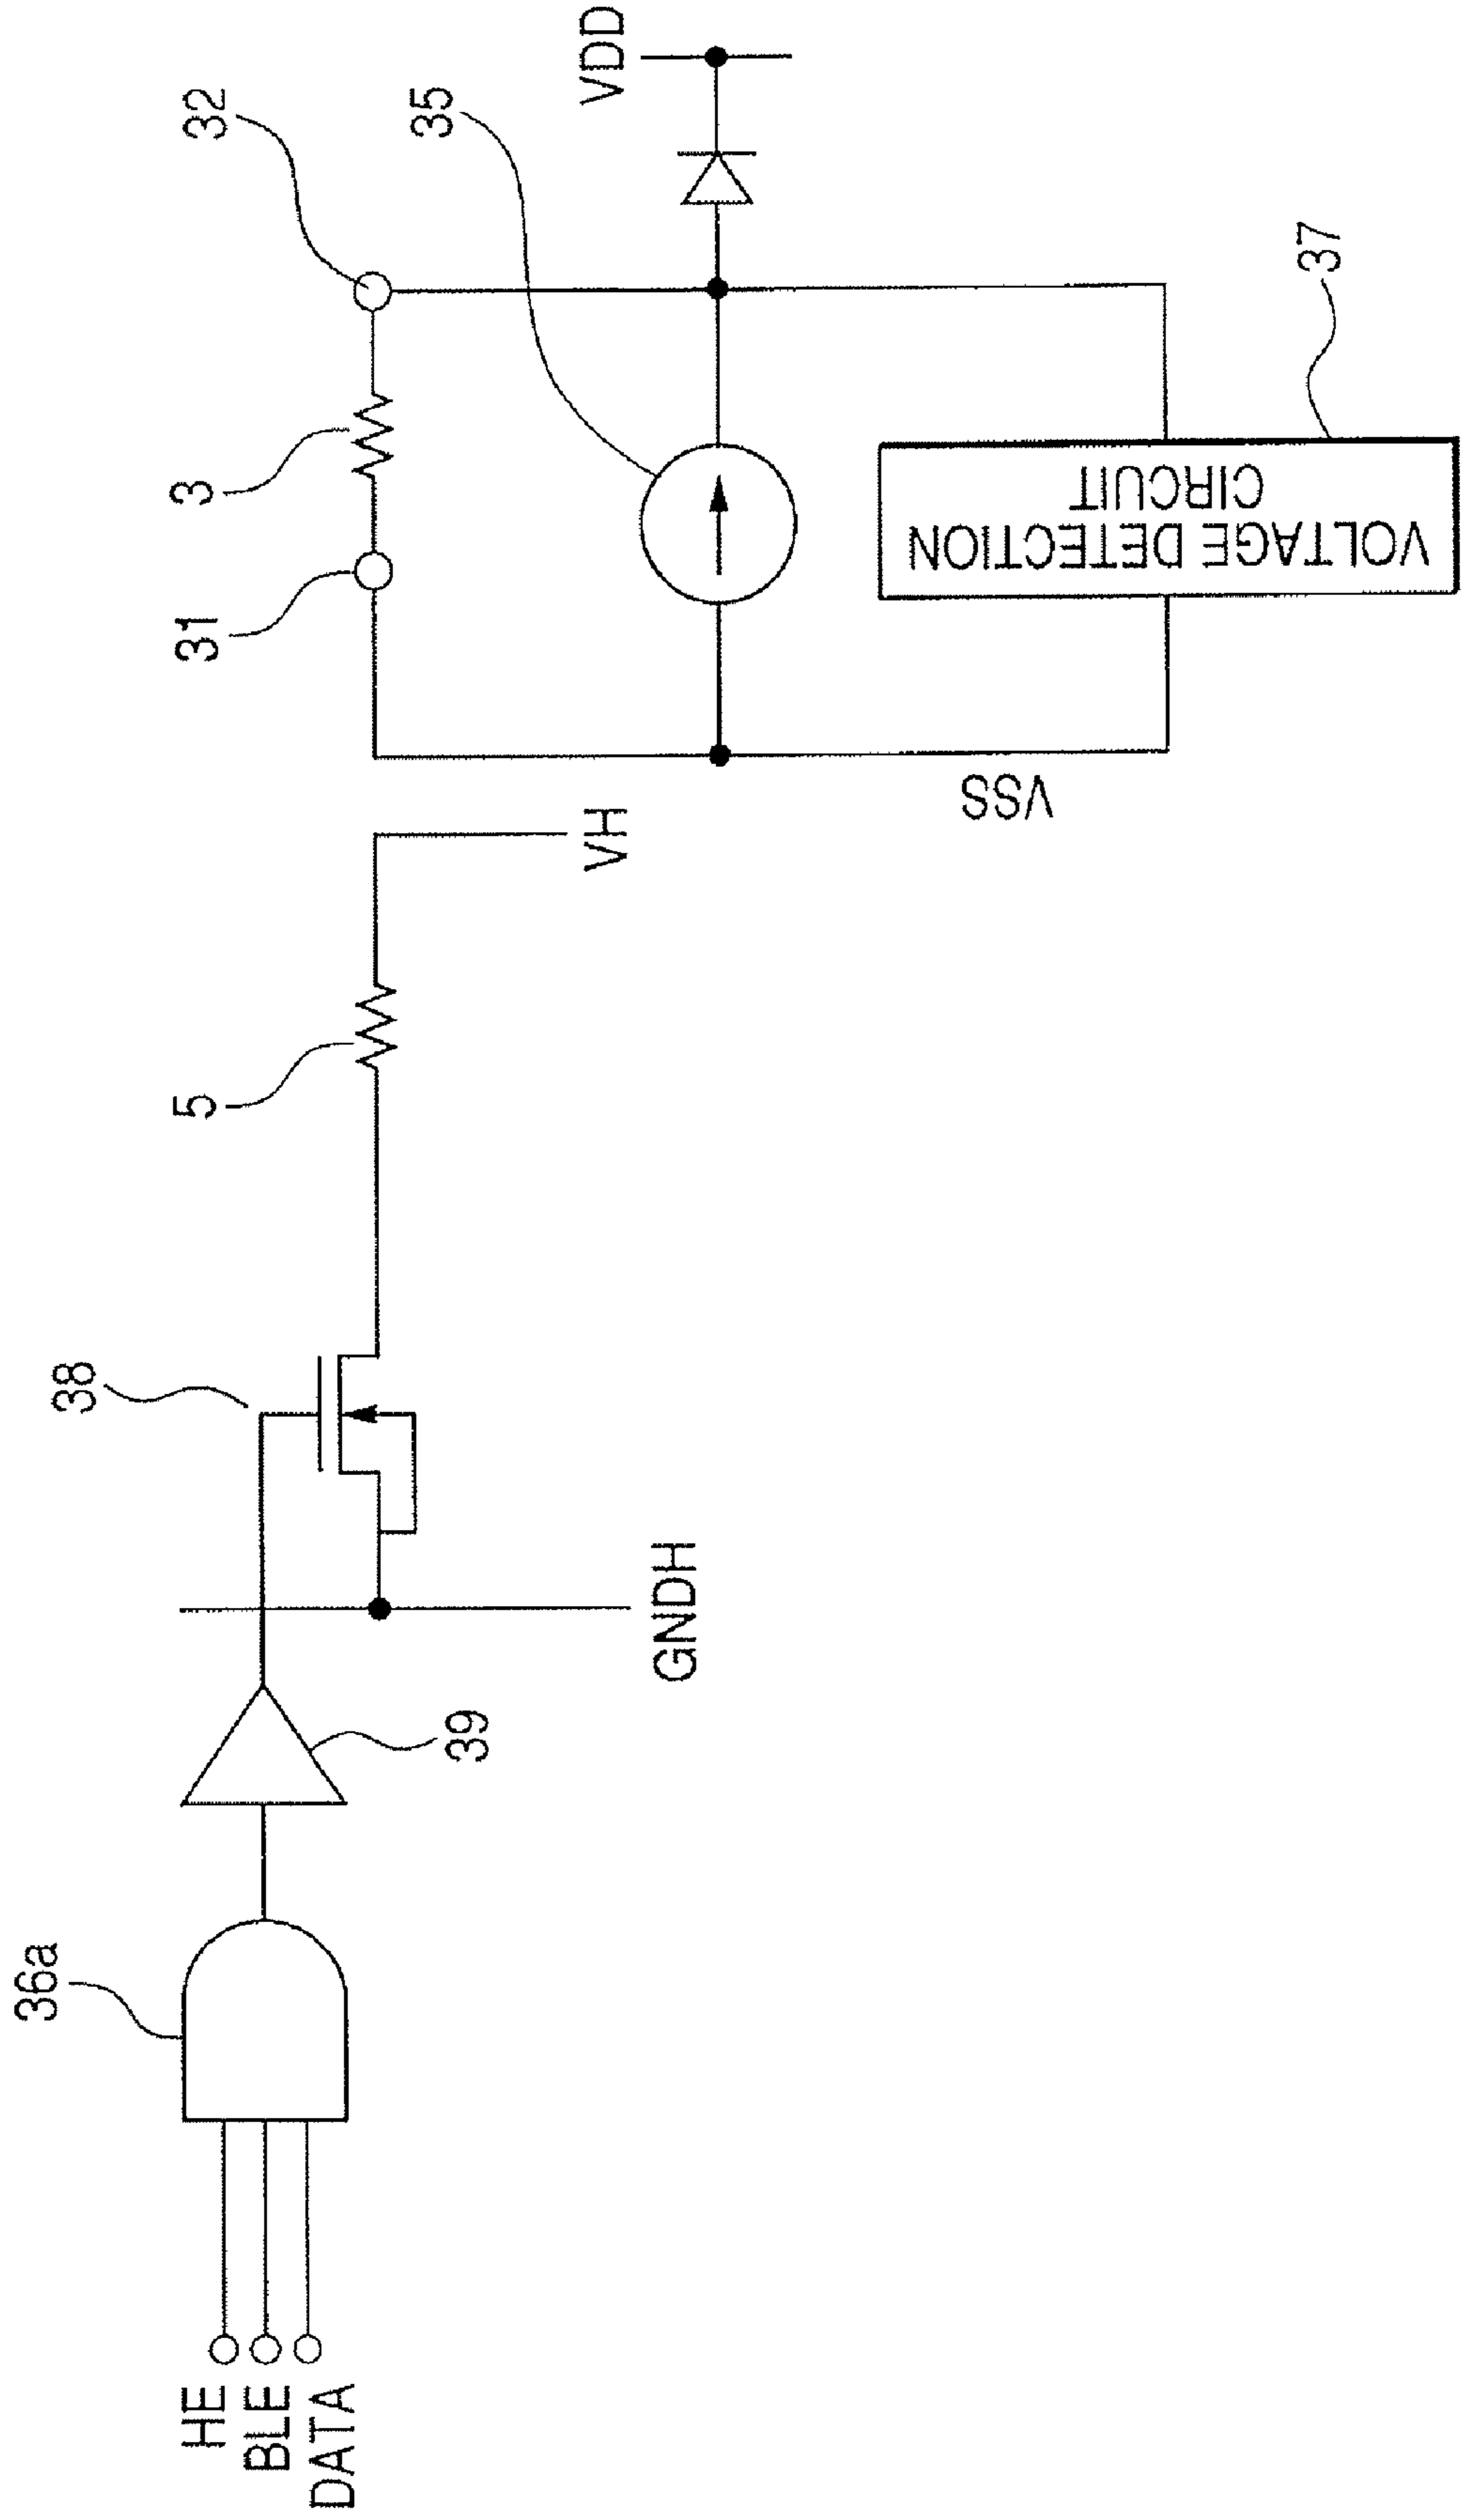 36a
38
5
31
3
32
35
VDD
HE
BLE
DATA
39
GNDH
VH
VSS
VOLTAGE DETECTION
CIRCUIT
37